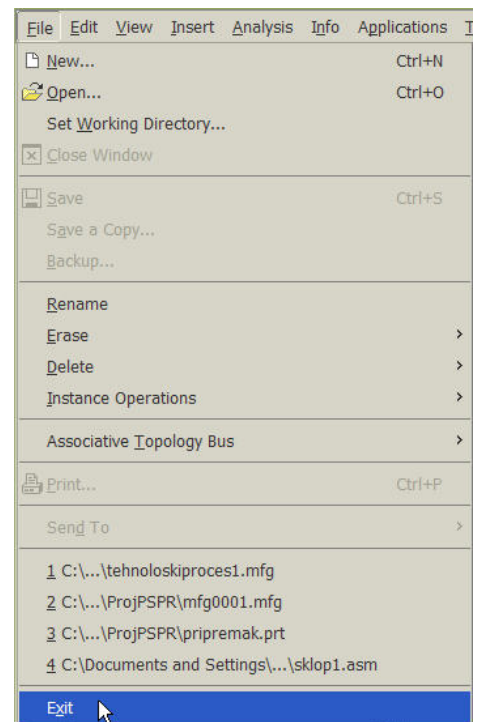 File Edit View Insert Analysis Info Applications T
New... Ctrl+N
Open... Ctrl+O
Set Working Directory...
Close Window
Save Ctrl+S
Save a Copy...
Backup...
Rename
Erase
Delete
Instance Operations
Associative Topology Bus
Print... Ctrl+P
Send To
1 C:\...\tehnoloskiproces1.mfg
2 C:\...\ProjPSPR\mfg0001.mfg
3 C:\...\ProjPSPR\pripremak.prt
4 C:\Documents and Settings\...\sklop1.asm
Exit